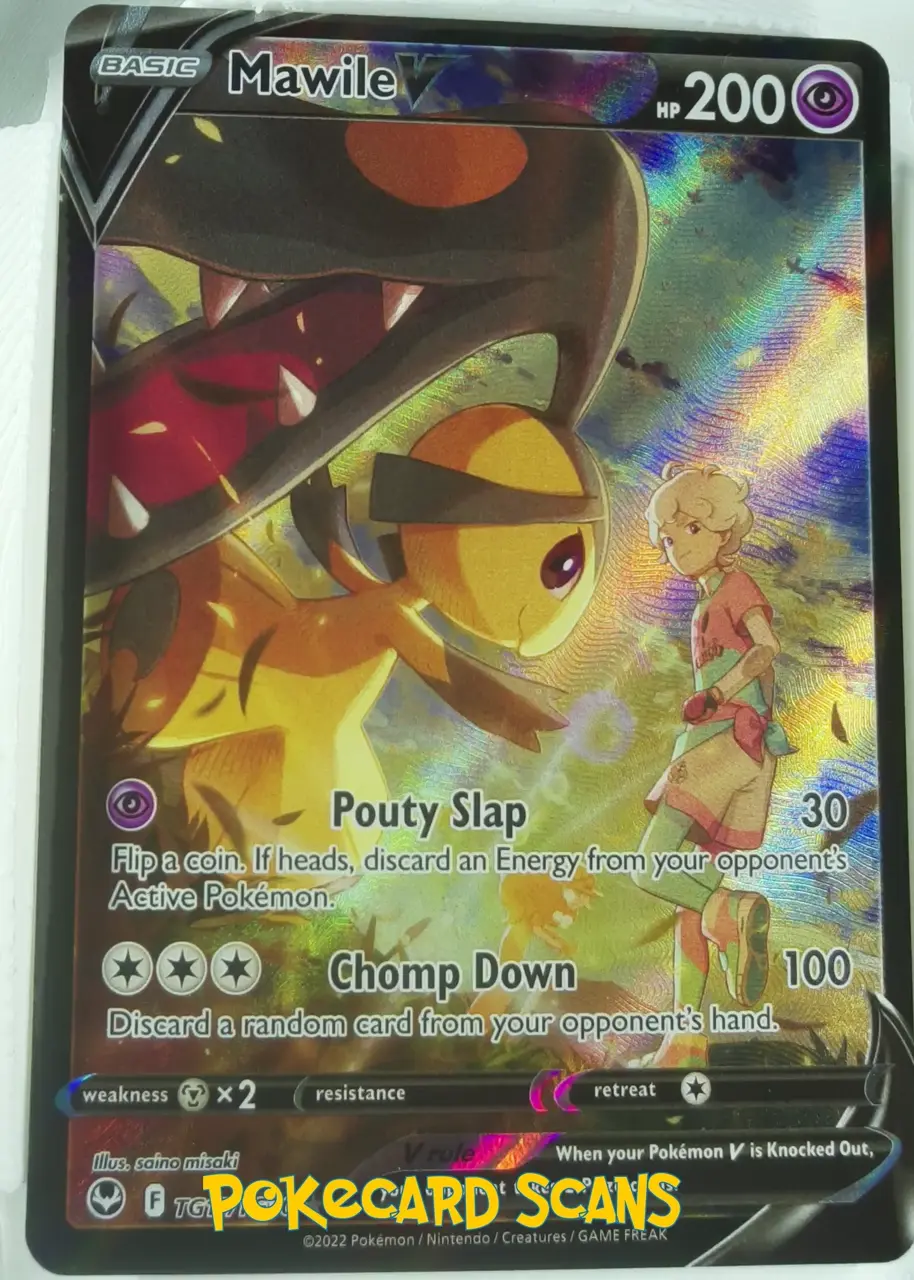 BASIC Mawile V HP 200
Pouty Slap 30
Flip a coin. If heads, discard an Energy from your opponent's
Active Pokémon.
Chomp Down 100
Discard a random card from your opponent's hand.
weakness ×2 resistance retreat
V rule When your Pokémon V is Knocked Out,
Illus. saino misaki
F
POKECARD SCANS
©2022 Pokémon / Nintendo / Creatures / GAME FREAK